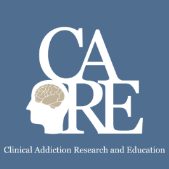 CA
RE
Clinical Addiction Research and Education